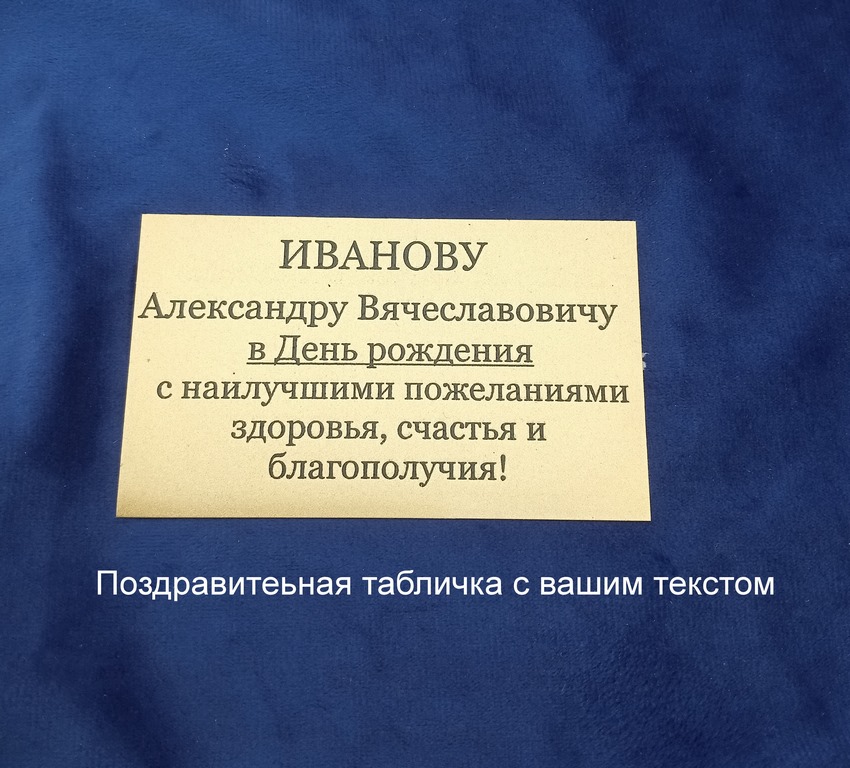 ИВАНОВУ
Александру Вячеславовичу
в День рождения
с наилучшими пожеланиями
здоровья, счастья и
благополучия!
Поздравитеьная табличка с вашим текстом